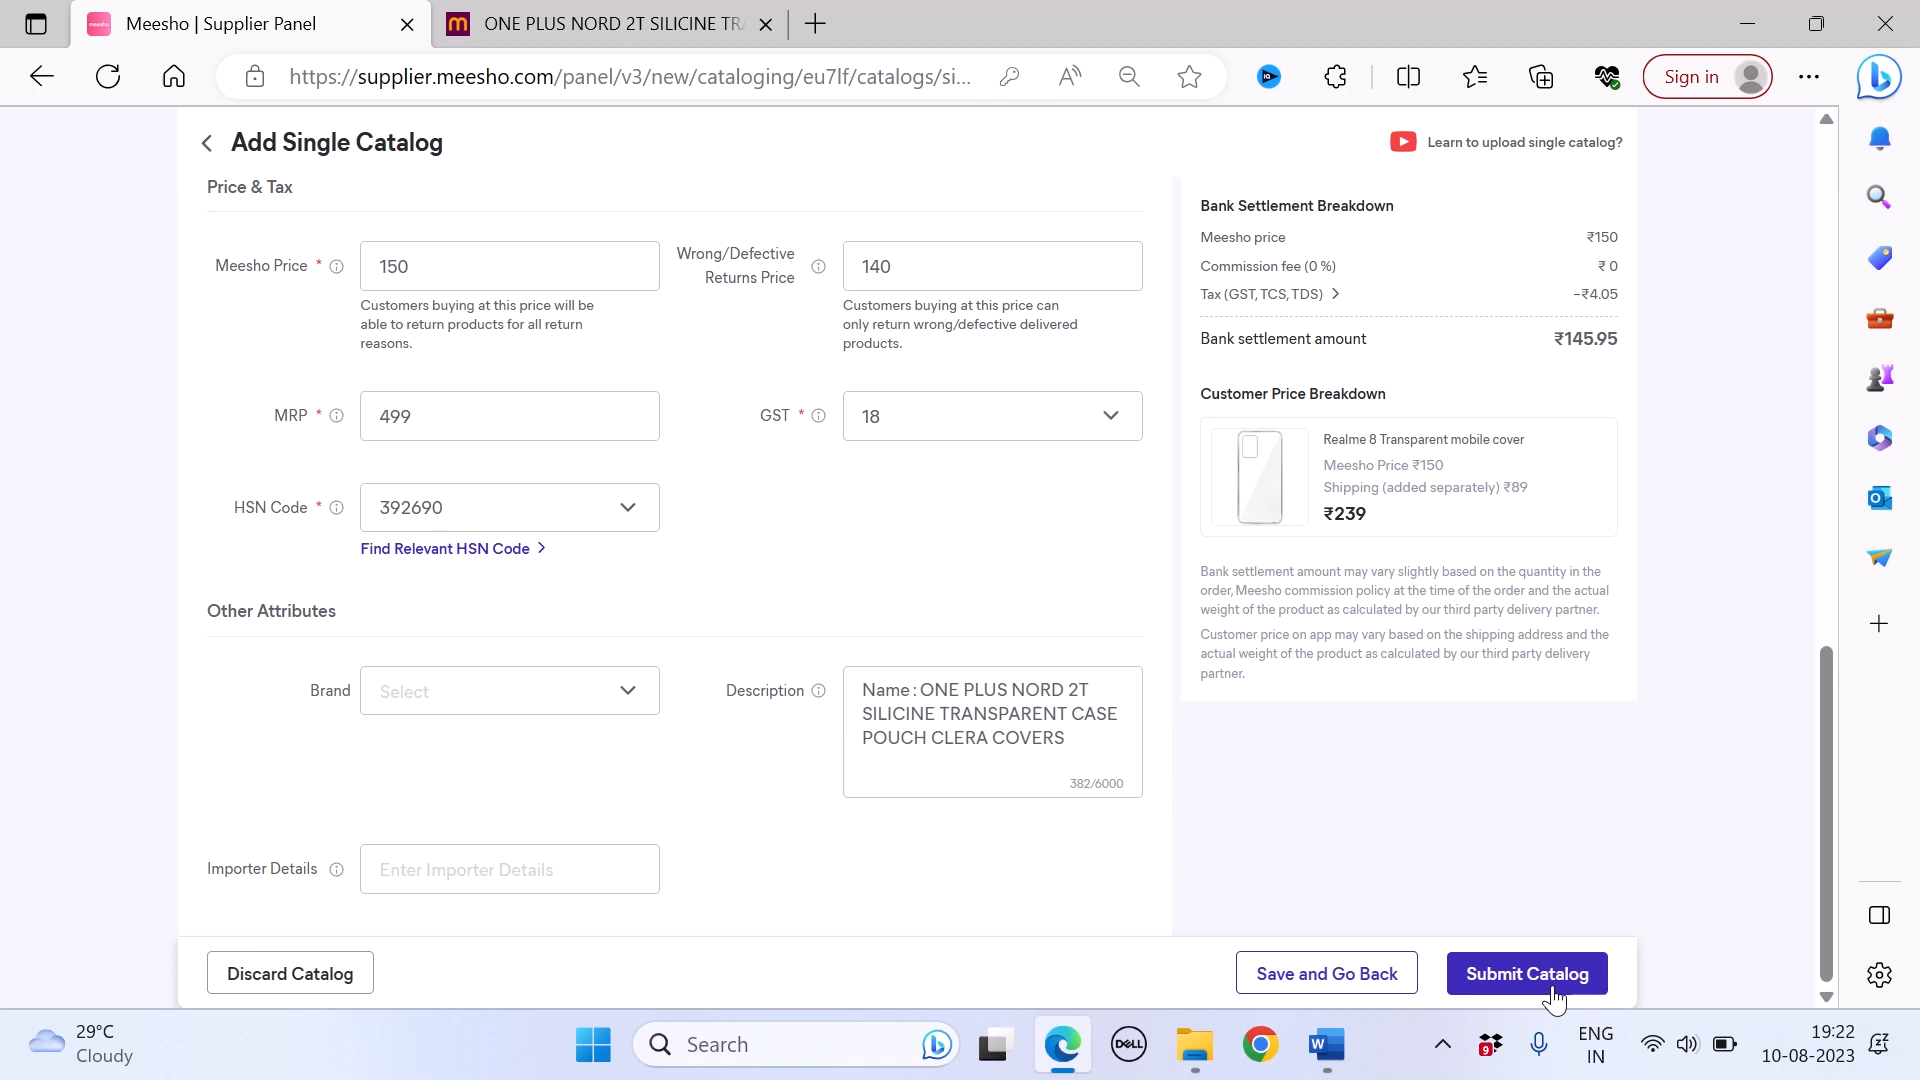 Meesho | Supplier Panel
ONE PLUS NORD 2T SILICINE TRA
https://supplier.meesho.com/panel/v3/new/cataloging/eu7lf/catalogs/si...
Sign in
Add Single Catalog
Learn to upload single catalog?
Price & Tax
Meesho Price *
150
Customers buying at this price will be
able to return products for all return
reasons.
Wrong/Defective
Returns Price
140
Customers buying at this price can
only return wrong/defective delivered
products.
MRP *
499
GST *
18
HSN Code *
392690
Find Relevant HSN Code >
Other Attributes
Brand
Select
Description
Name : ONE PLUS NORD 2T
SILICINE TRANSPARENT CASE
POUCH CLERA COVERS
382/6000
Importer Details
Enter Importer Details
Bank Settlement Breakdown
Meesho price ₹150
Commission fee (0 %) ₹ 0
Tax (GST, TCS, TDS) > -₹4.05
Bank settlement amount ₹145.95
Customer Price Breakdown
Realme 8 Transparent mobile cover
Meesho Price ₹150
Shipping (added separately) ₹89
₹239
Bank settlement amount may vary slightly based on the quantity in the
order, Meesho commission policy at the time of the order and the actual
weight of the product as calculated by our third party delivery partner.
Customer price on app may vary based on the shipping address and the
actual weight of the product as calculated by our third party delivery
partner.
Discard Catalog
Save and Go Back
Submit Catalog
29°C
Cloudy
Search
DELL
W
9
ENG
IN
19:22
10-08-2023